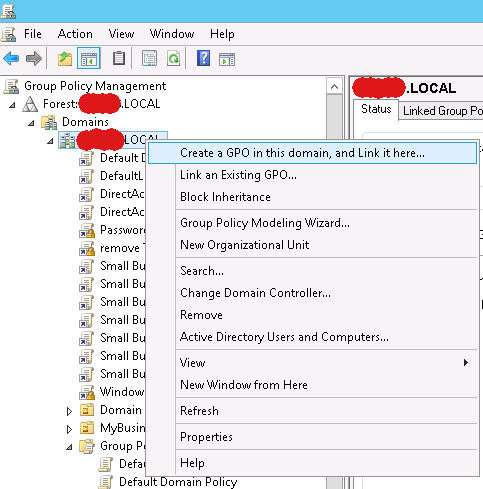 File Action View Window Help
Group Policy Management
Forest: .LOCAL
Domains
.LOCAL
Default D
DefaultL
DirectAc
DirectAc
Password
remove
Small Bu
Small Bu
Small Bu
Small Bu
Small Bu
Small Bu
Window
Domain
MyBusin
Group Po
Defau
Default Domain Policy
Create a GPO in this domain, and Link it here...
Link an Existing GPO...
Block Inheritance
Group Policy Modeling Wizard...
New Organizational Unit
Search...
Change Domain Controller...
Remove
Active Directory Users and Computers...
View
New Window from Here
Refresh
Properties
Help
.LOCAL
Status Linked Group Po